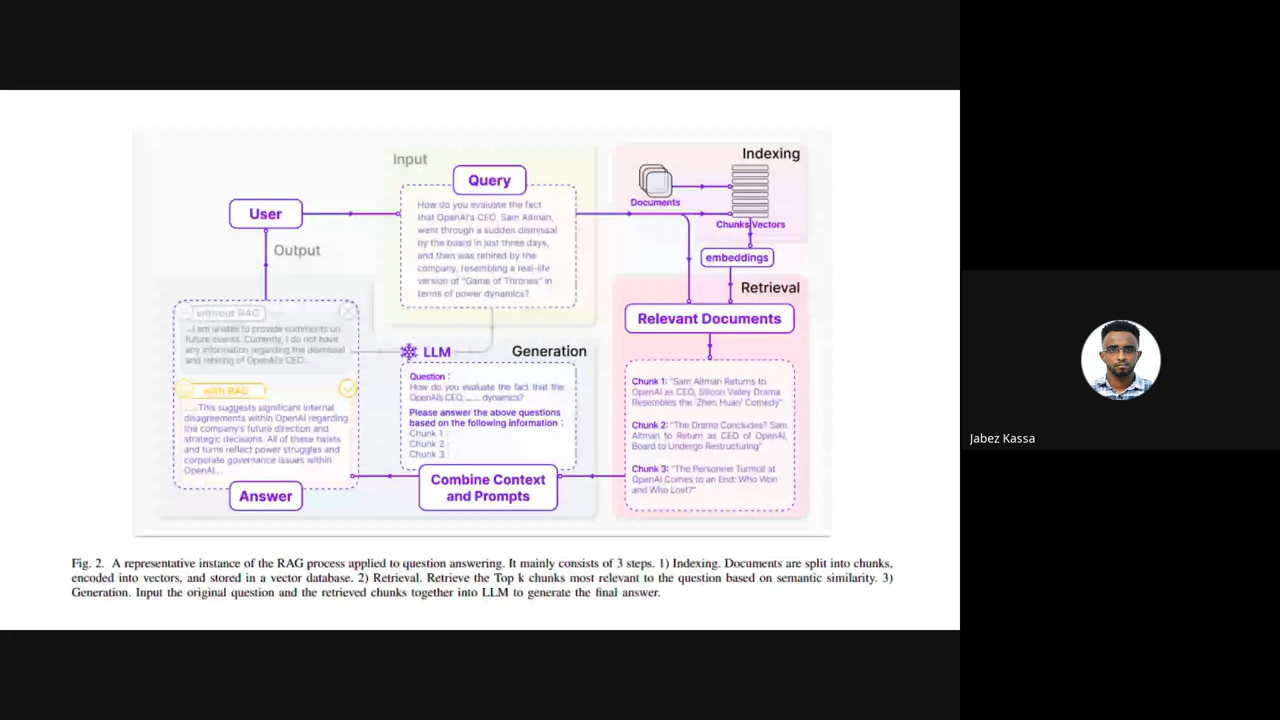 Input
Query
How do you evaluate the fact
that OpenAI's CEO, Sam Altman,
went through a sudden dismissal
by the board in just three days,
and then was rehired by the
company, resembling a real-life
version of "Game of Thrones" in
terms of power dynamics?
User
Output
Indexing
Documents
Chunks Vectors
embeddings
Retrieval
Relevant Documents
Chunk 1: "Sam Altman Returns to
OpenAI as CEO, Silicon Valley Drama
Resembles the 'Zhen Huan' Comedy"
Chunk 2: "The Drama Concludes? Sam
Altman to Return as CEO of OpenAI,
Board to Undergo Restructuring"
Chunk 3: "The Personnel Turmoil at
OpenAI Comes to an End: Who Won
and Who Lost?"
LLM
Generation
Question :
How do you evaluate the fact that the
OpenAI's CEO, ...... dynamics?
Please answer the above questions
based on the following information :
Chunk 1 :
Chunk 2 :
Chunk 3 :
Combine Context
and Prompts
without RAG
...I am unable to provide comments on
future events. Currently, I do not have
any information regarding the dismissal
and rehiring of OpenAI's CEO ...
with RAG
......This suggests significant internal
disagreements within OpenAI regarding
the company's future direction and
strategic decisions. All of these twists
and turns reflect power struggles and
corporate governance issues within
OpenAI...
Answer
Fig. 2. A representative instance of the RAG process applied to question answering. It mainly consists of 3 steps. 1) Indexing. Documents are split into chunks,
encoded into vectors, and stored in a vector database. 2) Retrieval. Retrieve the Top k chunks most relevant to the question based on semantic similarity. 3)
Generation. Input the original question and the retrieved chunks together into LLM to generate the final answer.
Jabez Kassa